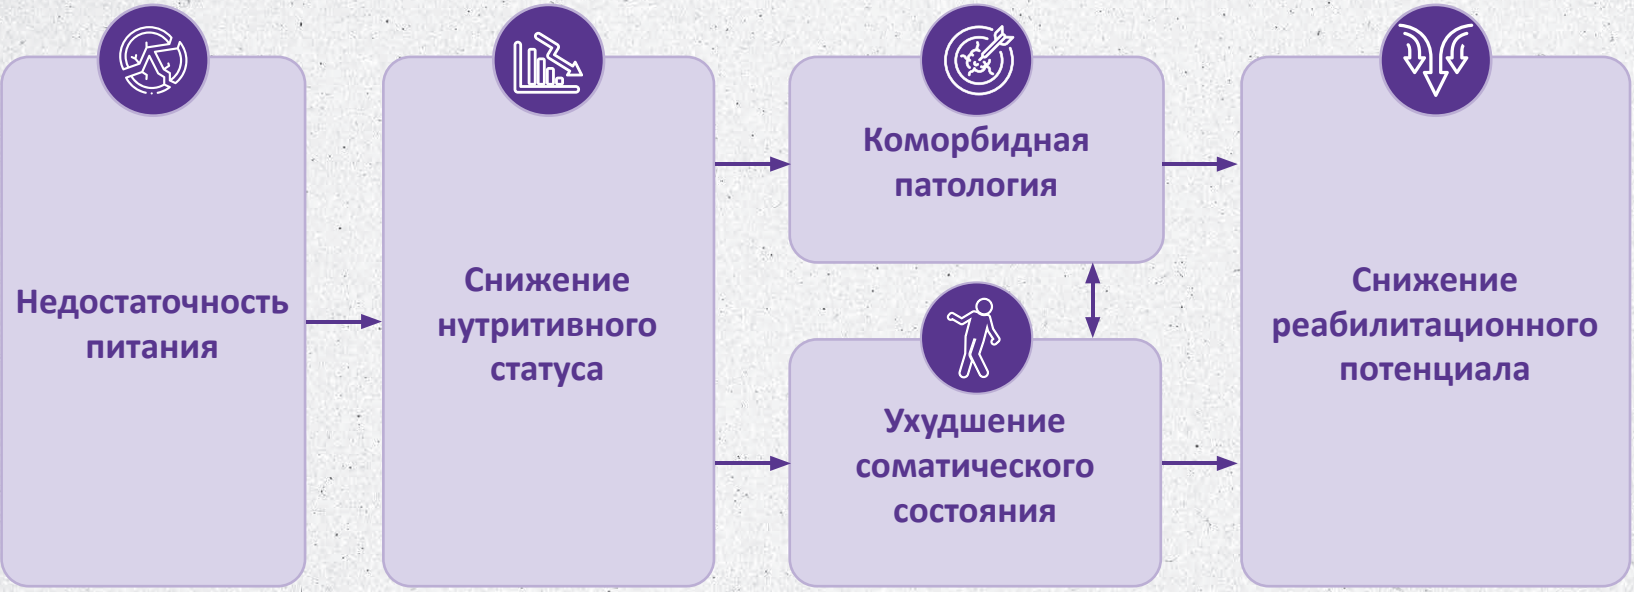 Недостаточность
питания
Снижение
нутритивного
статуса
Коморбидная
патология
Ухудшение
соматического
состояния
Снижение
реабилитационного
потенциала